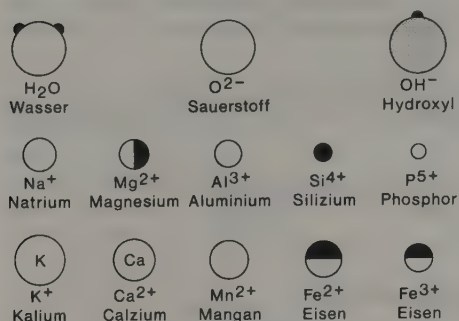 H2O O2− OH−
Wasser Sauerstoff Hydroxyl
Na+ Mg2+ Al3+ Si4+ P5+
Natrium Magnesium Aluminium Silizium Phosphor
K Ca
K+ Ca2+ Mn2+ Fe2+ Fe3+
Kalium Calzium Mangan Eisen Eisen